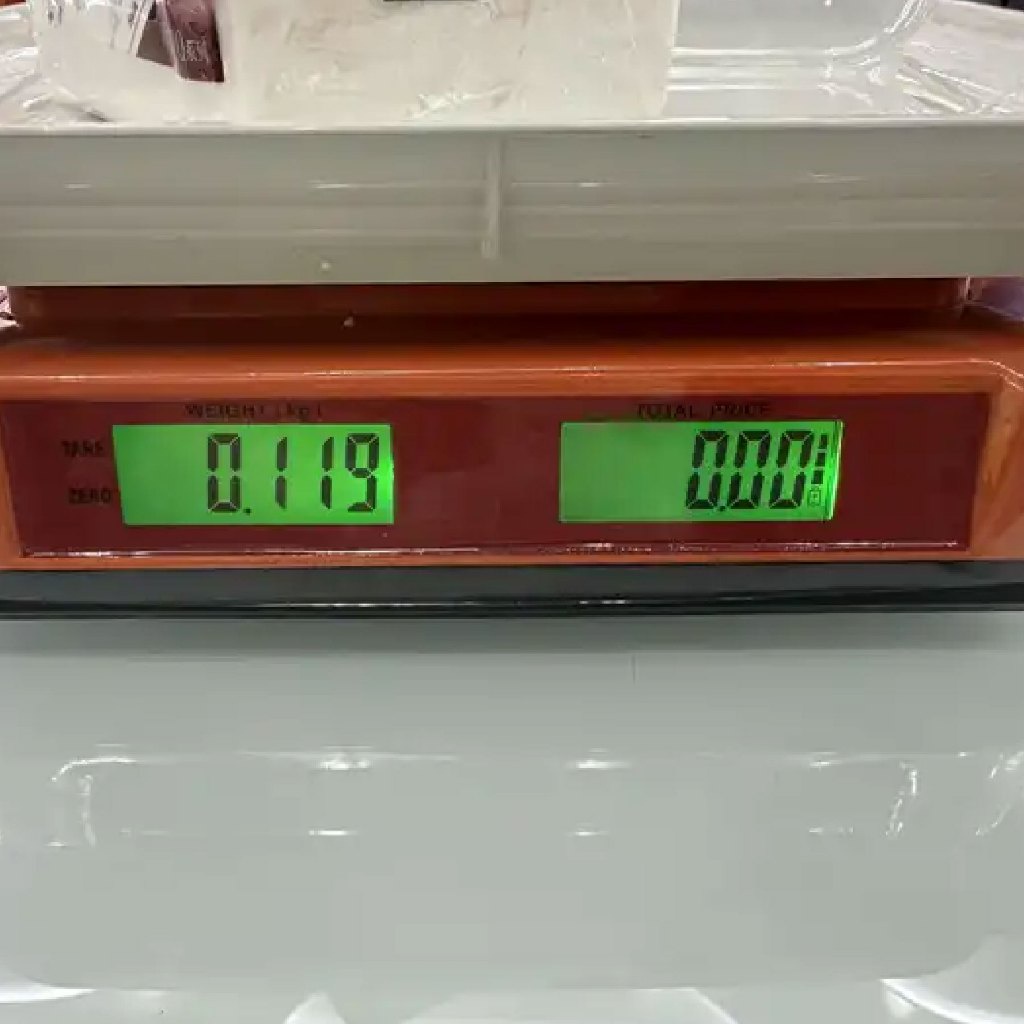 WEIGHT (kg)
TOTAL PRICE
TARE
0.119
0.00
ZERO